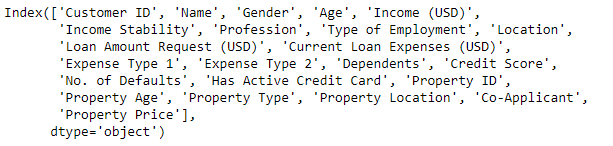 Index(['Customer ID', 'Name', 'Gender', 'Age', 'Income (USD)',
'Income Stability', 'Profession', 'Type of Employment', 'Location',
'Loan Amount Request (USD)', 'Current Loan Expenses (USD)',
'Expense Type 1', 'Expense Type 2', 'Dependents', 'Credit Score',
'No. of Defaults', 'Has Active Credit Card', 'Property ID',
'Property Age', 'Property Type', 'Property Location', 'Co-Applicant',
'Property Price'],
dtype='object')